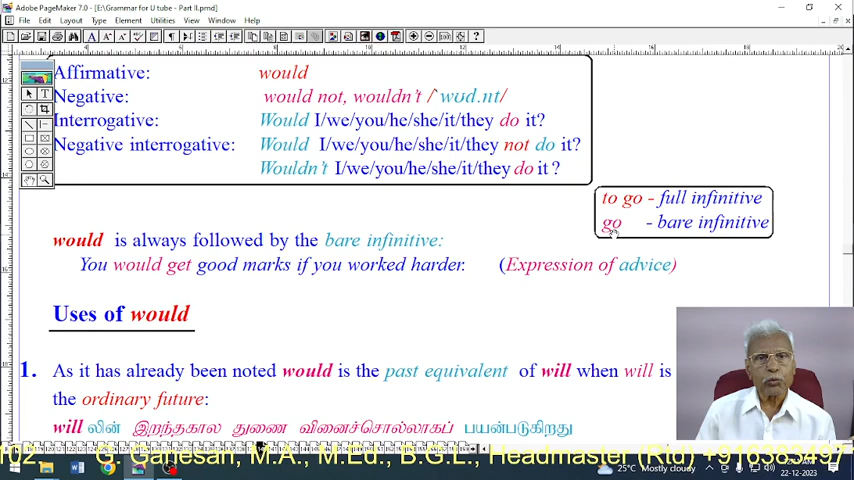 Adobe PageMaker 7.0 - [E:\Grammar for U tube - Part II.pmd]
File Edit Layout Type Element Utilities View Window Help
Affirmative: would
Negative: would not, wouldn't /`wʊd.nt/
Interrogative: Would I/we/you/he/she/it/they do it?
Negative interrogative: Would I/we/you/he/she/it/they not do it?
Wouldn't I/we/you/he/she/it/they do it ?
to go - full infinitive
go - bare infinitive
would is always followed by the bare infinitive:
You would get good marks if you worked harder. (Expression of advice)
Uses of would
1. As it has already been noted would is the past equivalent of will when will is
the ordinary future:
will லின் இறந்தகால துணை வினைச்சொல்லாகப் பயன்படுகிறது
102, G. Ganesan, M.A., M.Ed., B.G.L., Headmaster (Rtd) +916383497
25°C Mostly cloudy
22-12-2023